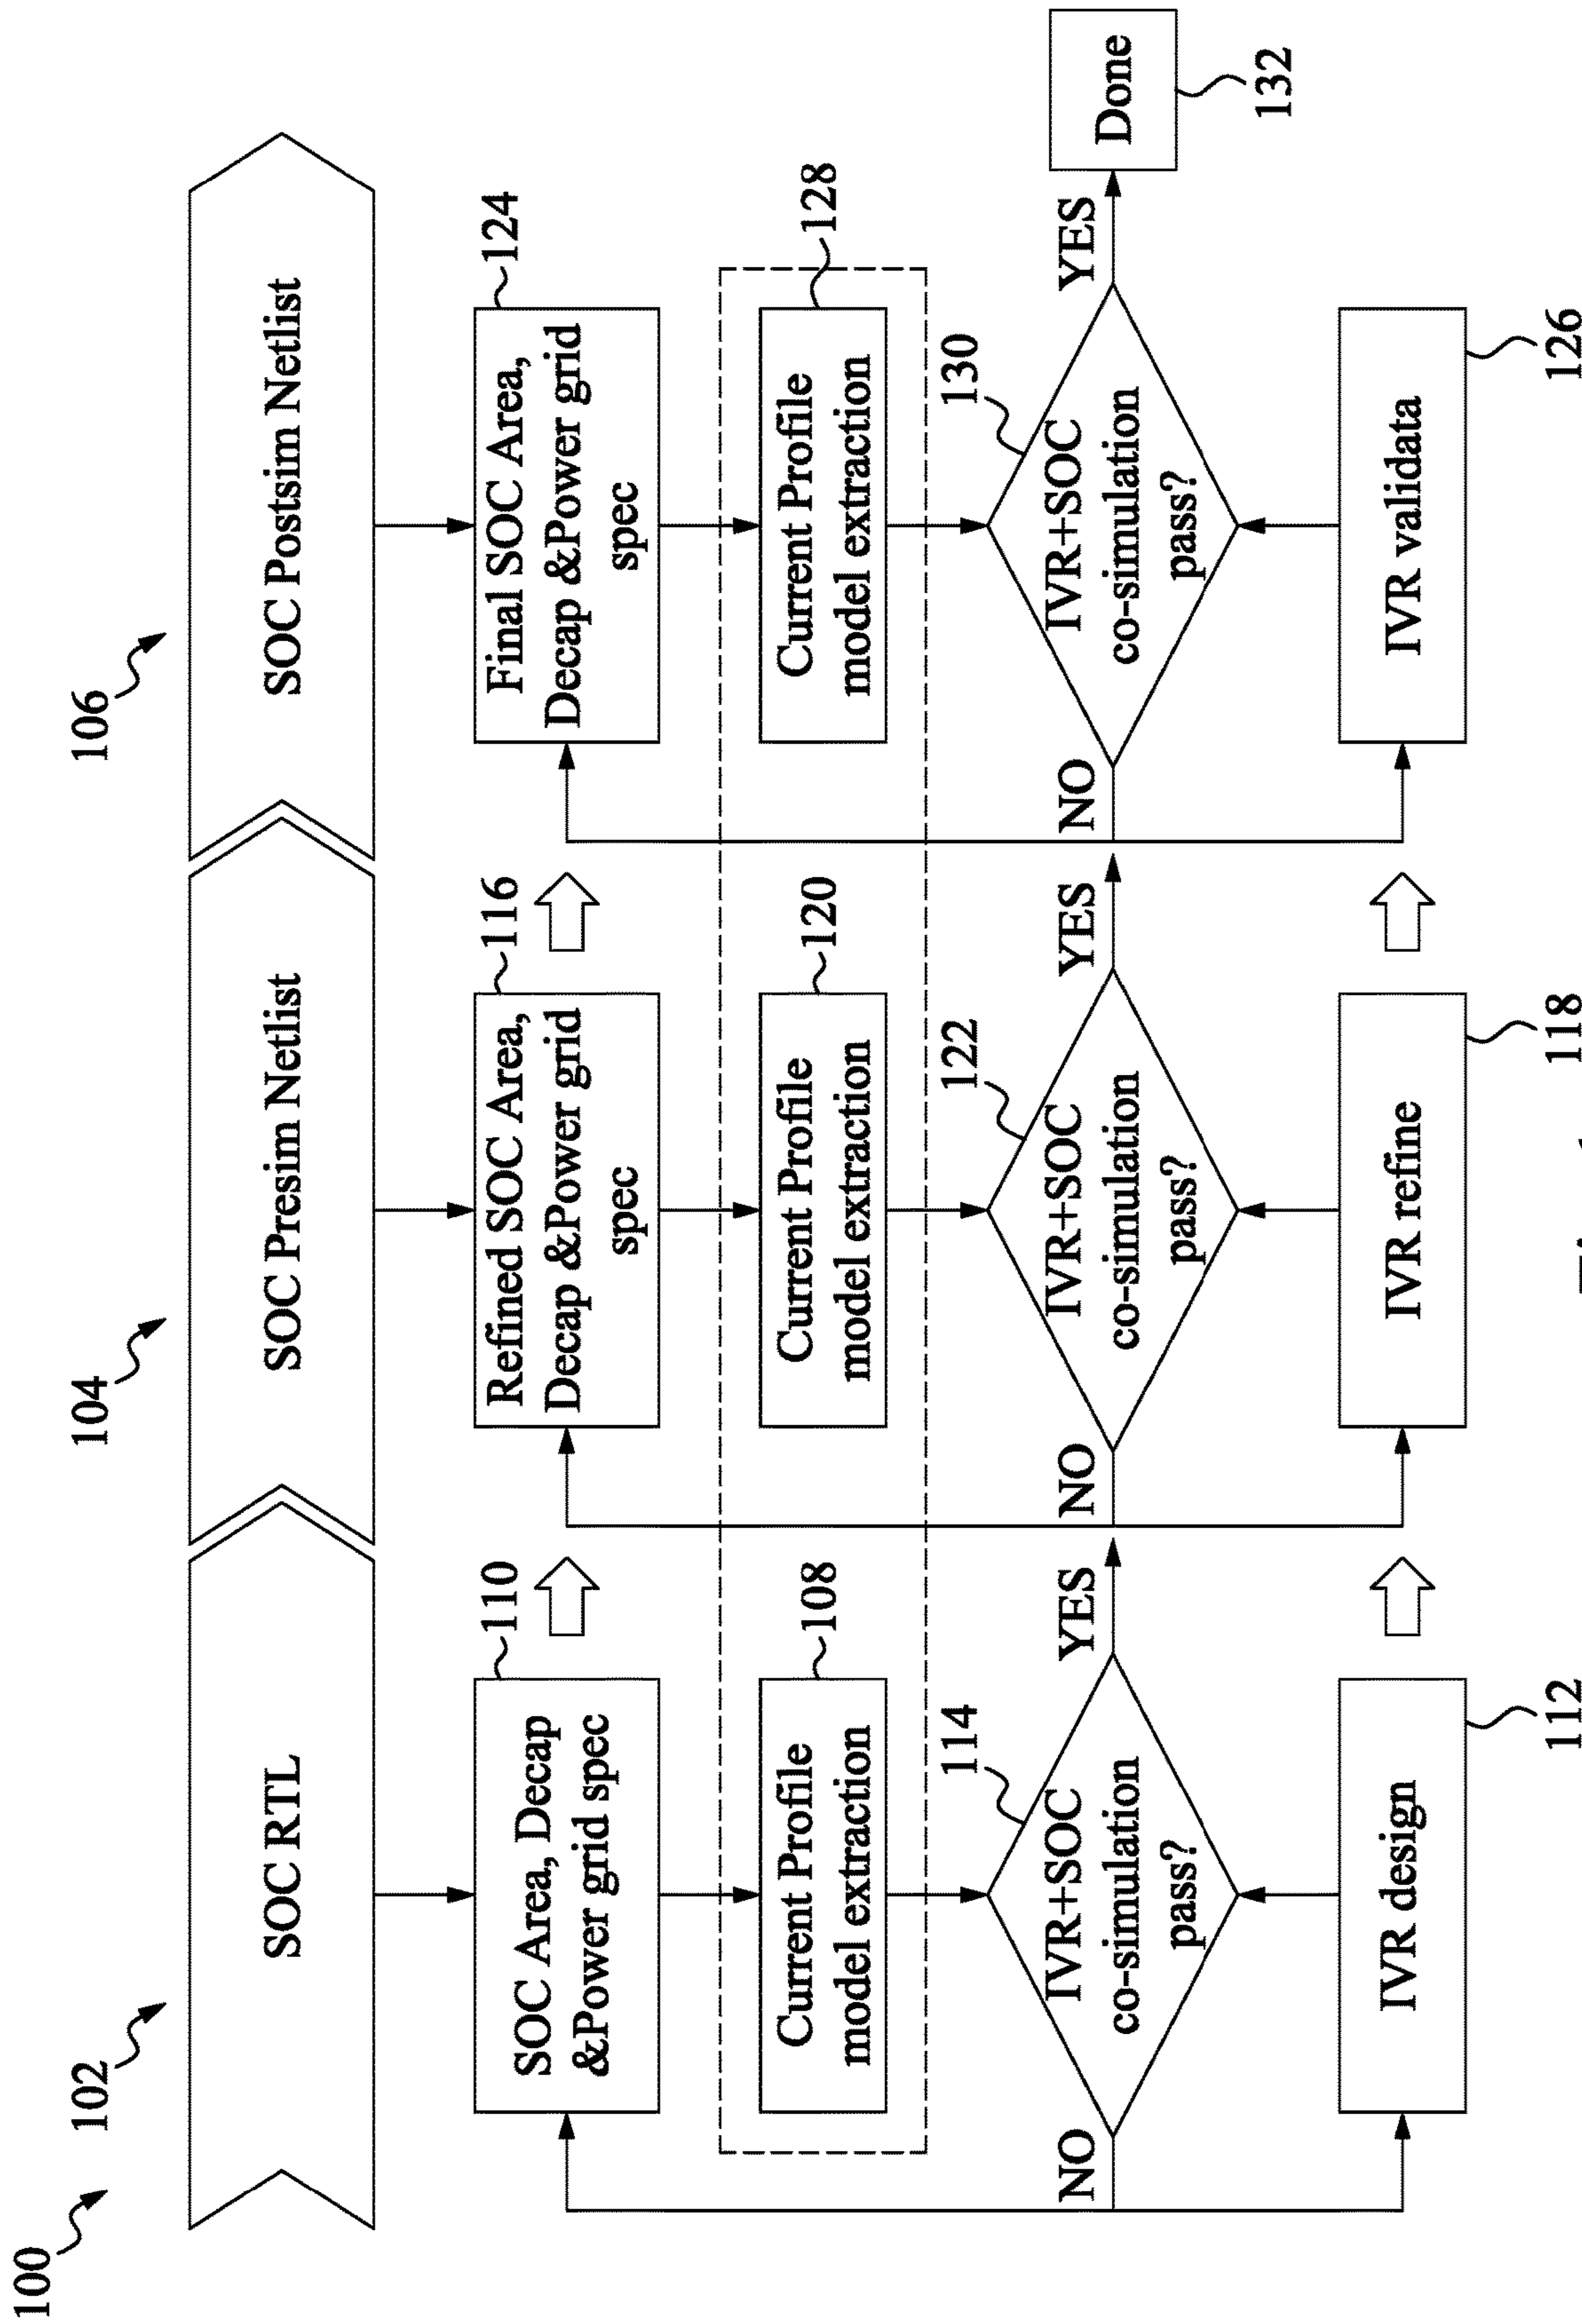 100
102
104
106
SOC RTL
SOC Presim Netlist
SOC Postsim Netlist
110
SOC Area, Decap
&Power grid spec
116
Refined SOC Area,
Decap &Power grid
spec
124
Final SOC Area,
Decap &Power grid
spec
108
Current Profile
model extraction
120
Current Profile
model extraction
128
Current Profile
model extraction
114
NO
IVR+SOC
co-simulation
pass?
YES
122
NO
IVR+SOC
co-simulation
pass?
YES
130
NO
IVR+SOC
co-simulation
pass?
YES
Done
132
IVR design
112
IVR refine
118
IVR validata
126